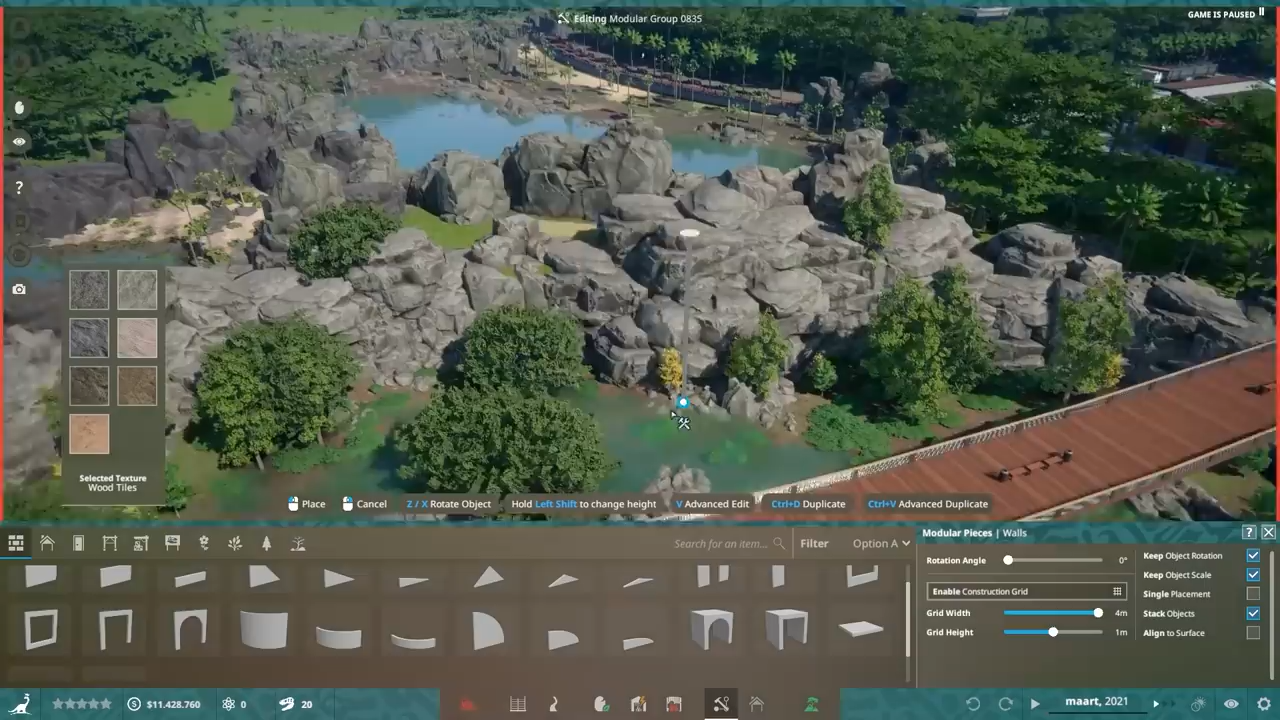 Editing Modular Group 0835
GAME IS PAUSED
?
Selected Texture
Wood Tiles
Place
Cancel
Z / X Rotate Object
Hold Left Shift to change height
V Advanced Edit
Ctrl+D Duplicate
Ctrl+V Advanced Duplicate
Search for an item...
Filter
Option A
Modular Pieces | Walls
?
Rotation Angle
0°
Enable Construction Grid
Grid Width
4m
Grid Height
1m
Keep Object Rotation
Keep Object Scale
Single Placement
Stack Objects
Align to Surface
$11.428.760
0
20
maart, 2021